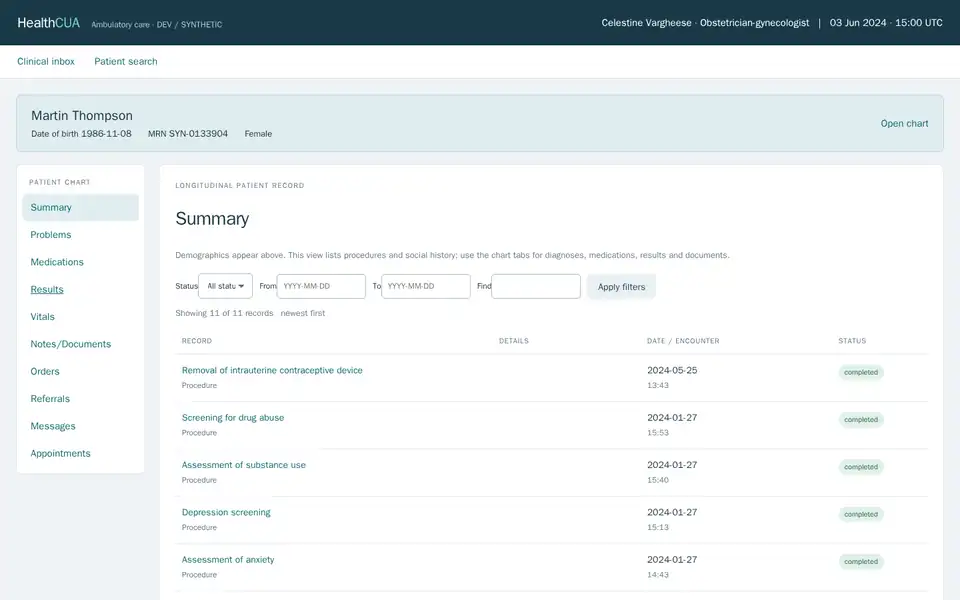 HealthCUA Ambulatory care · DEV / SYNTHETIC Celestine Vargheese · Obstetrician-gynecologist | 03 Jun 2024 · 15:00 UTC
Clinical inbox Patient search
Martin Thompson
Date of birth 1986-11-08 MRN SYN-0133904 Female
Open chart
PATIENT CHART
Summary
Problems
Medications
Results
Vitals
Notes/Documents
Orders
Referrals
Messages
Appointments
LONGITUDINAL PATIENT RECORD
Summary
Demographics appear above. This view lists procedures and social history; use the chart tabs for diagnoses, medications, results and documents.
Status All statu From YYYY-MM-DD To YYYY-MM-DD Find Apply filters
Showing 11 of 11 records newest first
RECORD DETAILS DATE / ENCOUNTER STATUS
Removal of intrauterine contraceptive device 2024-05-25 completed
Procedure 13:43
Screening for drug abuse 2024-01-27 completed
Procedure 15:53
Assessment of substance use 2024-01-27 completed
Procedure 15:40
Depression screening 2024-01-27 completed
Procedure 15:13
Assessment of anxiety 2024-01-27 completed
Procedure 14:43